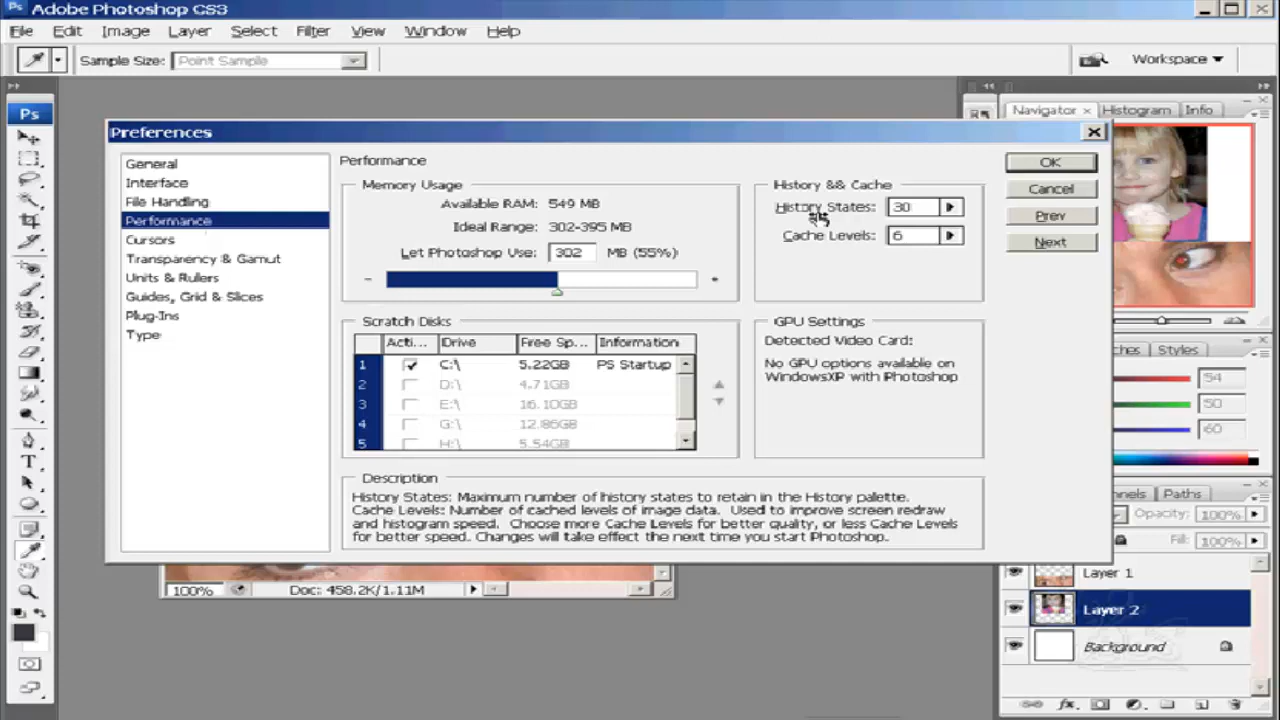 Ps Adobe Photoshop CS3
File Edit Image Layer Select Filter View Window Help
Sample Size: Point Sample Workspace
Ps
Navigator × Histogram Info
Preferences
General
Interface
File Handling
Performance
Cursors
Transparency & Gamut
Units & Rulers
Guides, Grid & Slices
Plug-Ins
Type
Performance
Memory Usage
Available RAM: 549 MB
Ideal Range: 302-395 MB
Let Photoshop Use: 302 MB (55%)
- +
History && Cache
History States: 30
Cache Levels: 6
OK
Cancel
Prev
Next
Scratch Disks
Acti... Drive Free Sp... Information
1 C:\ 5.22GB PS Startup
2 D:\ 4.71GB
3 E:\ 16.10GB
4 G:\ 12.86GB
5 H:\ 5.54GB
GPU Settings
Detected Video Card:
No GPU options available on
WindowsXP with Photoshop
Description
History States: Maximum number of history states to retain in the History palette.
Cache Levels: Number of cached levels of image data. Used to improve screen redraw
and histogram speed. Choose more Cache Levels for better quality, or less Cache Levels
for better speed. Changes will take effect the next time you start Photoshop.
ches Styles
54
50
60
nnels Paths
Opacity: 100%
Fill: 100%
Layer 1
Layer 2
Background
100% Doc: 458.2K/1.11M
T
fx